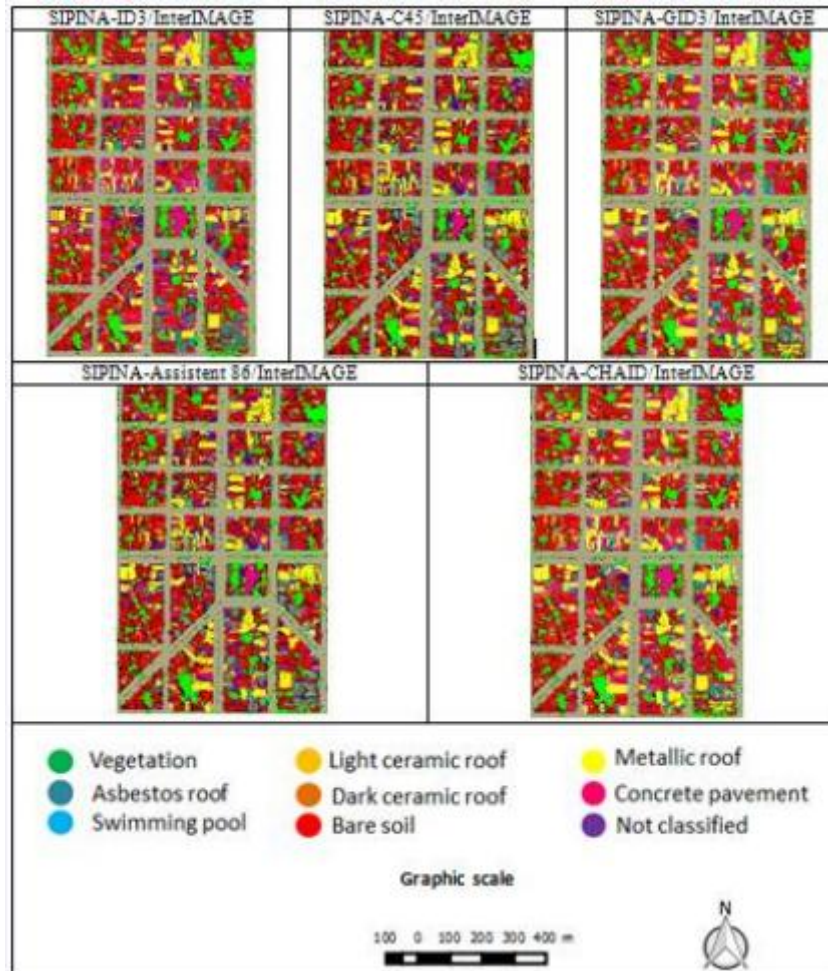 SIPINA-ID3/InterIMAGE SIPINA-C45/InterIMAGE SIPINA-GID3/InterIMAGE
SIPINA-Assistent 86/InterIMAGE SIPINA-CHAID/InterIMAGE
Vegetation Light ceramic roof Metallic roof
Asbestos roof Dark ceramic roof Concrete pavement
Swimming pool Bare soil Not classified
Graphic scale
N
100 0 100 200 300 400 m